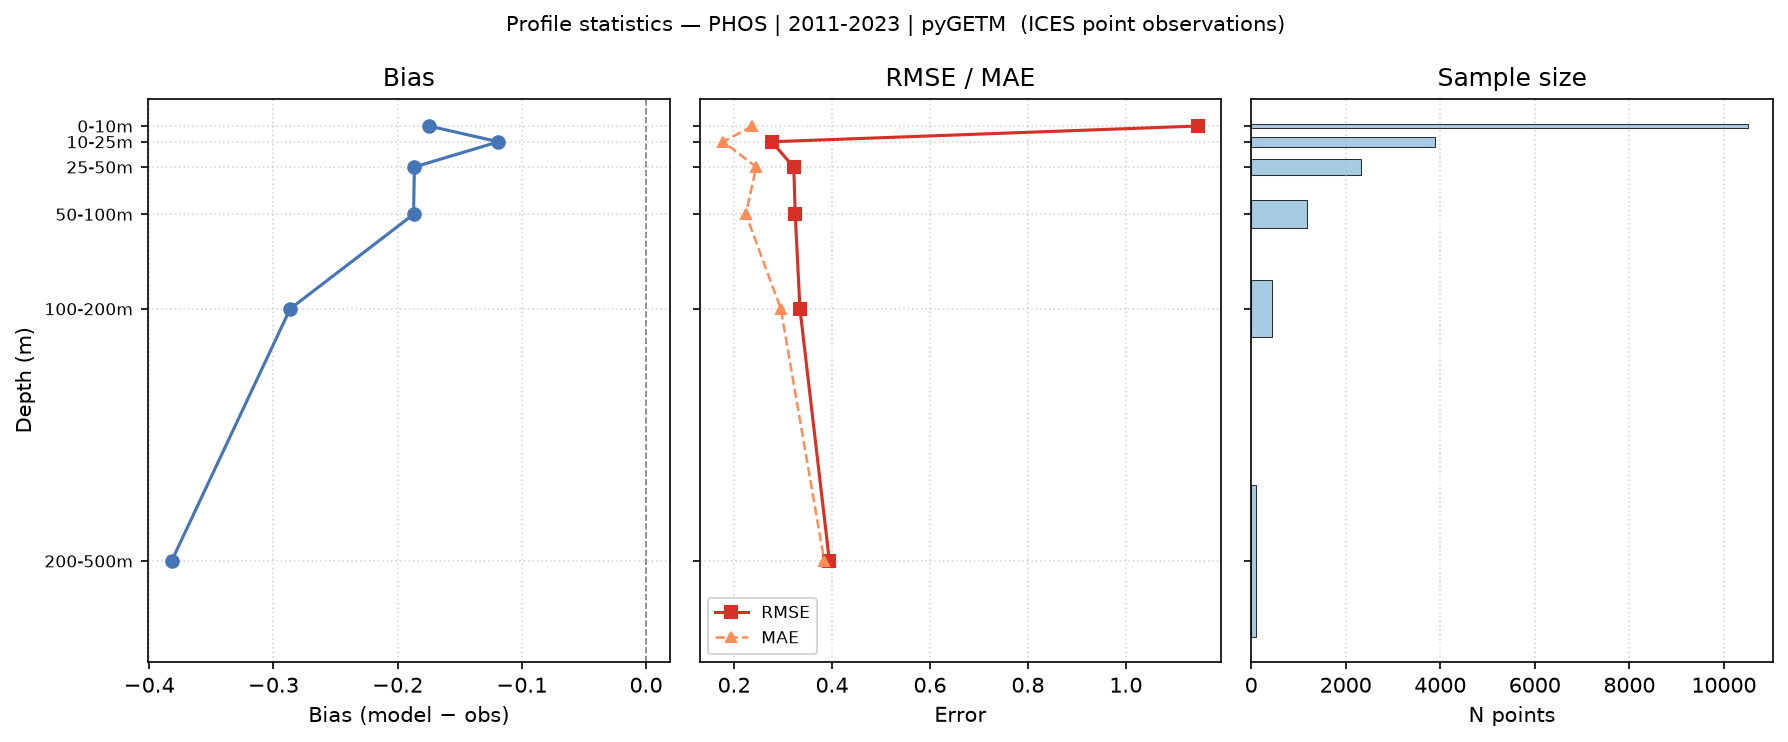 Profile statistics — PHOS | 2011-2023 | pyGETM  (ICES point observations)
Bias
RMSE / MAE
Sample size
Depth (m)
0-10m
10-25m
25-50m
50-100m
100-200m
200-500m
RMSE
MAE
−0.4 −0.3 −0.2 −0.1 0.0
0.2 0.4 0.6 0.8 1.0
0 2000 4000 6000 8000 10000
Bias (model − obs)
Error
N points